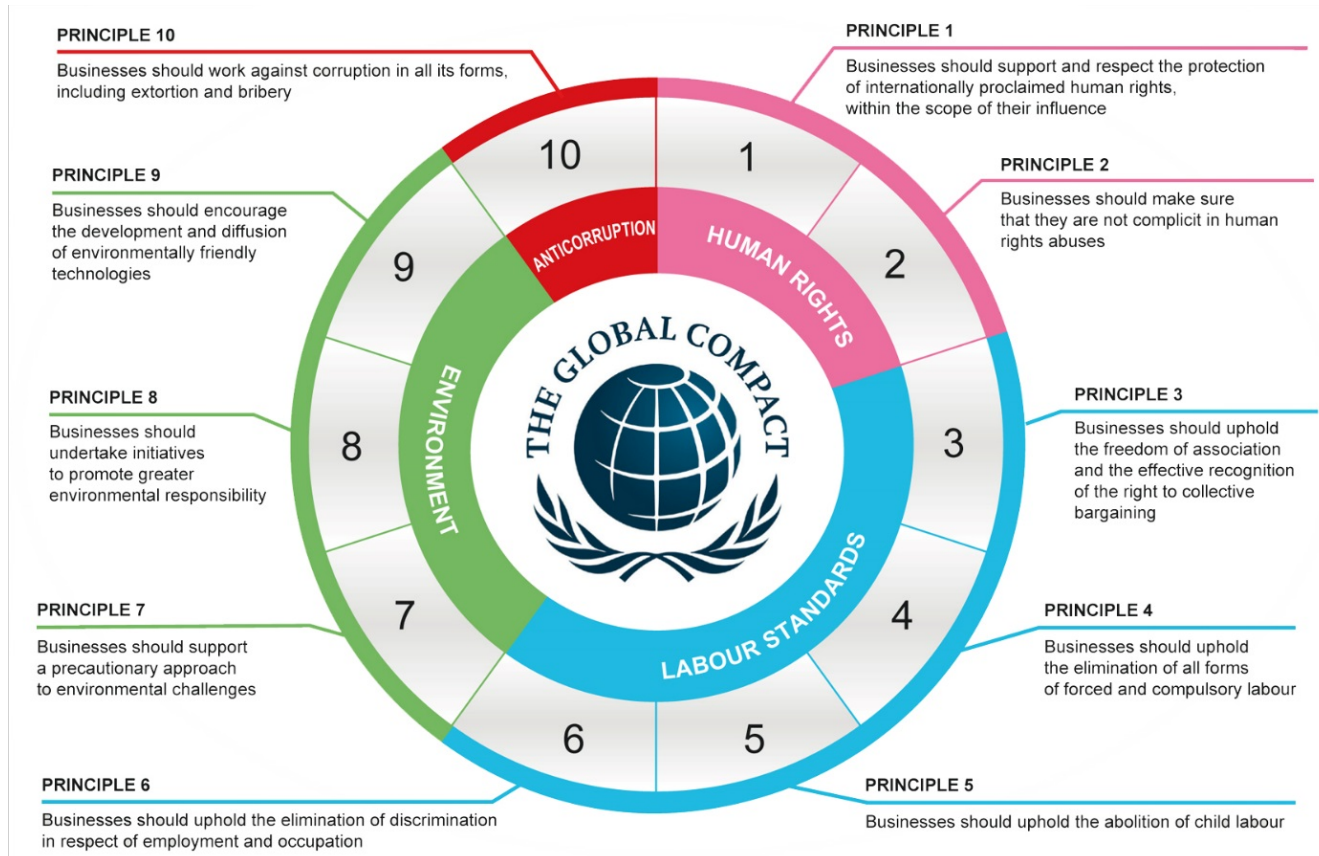 PRINCIPLE 1
Businesses should support and respect the protection
of internationally proclaimed human rights,
within the scope of their influence
PRINCIPLE 2
Businesses should make sure
that they are not complicit in human
rights abuses
PRINCIPLE 3
Businesses should uphold
the freedom of association
and the effective recognition
of the right to collective
bargaining
PRINCIPLE 4
Businesses should uphold
the elimination of all forms
of forced and compulsory labour
PRINCIPLE 5
Businesses should uphold the abolition of child labour
PRINCIPLE 6
Businesses should uphold the elimination of discrimination
in respect of employment and occupation
PRINCIPLE 7
Businesses should support
a precautionary approach
to environmental challenges
PRINCIPLE 8
Businesses should
undertake initiatives
to promote greater
environmental responsibility
PRINCIPLE 9
Businesses should encourage
the development and diffusion
of environmentally friendly
technologies
PRINCIPLE 10
Businesses should work against corruption in all its forms,
including extortion and bribery
1
2
3
4
5
6
7
8
9
10
HUMAN RIGHTS
LABOUR STANDARDS
ENVIRONMENT
ANTICORRUPTION
THE GLOBAL COMPACT